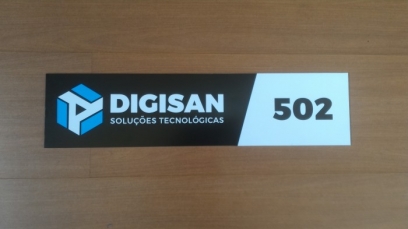 DIGISAN
SOLUÇÕES TECNOLÓGICAS
502